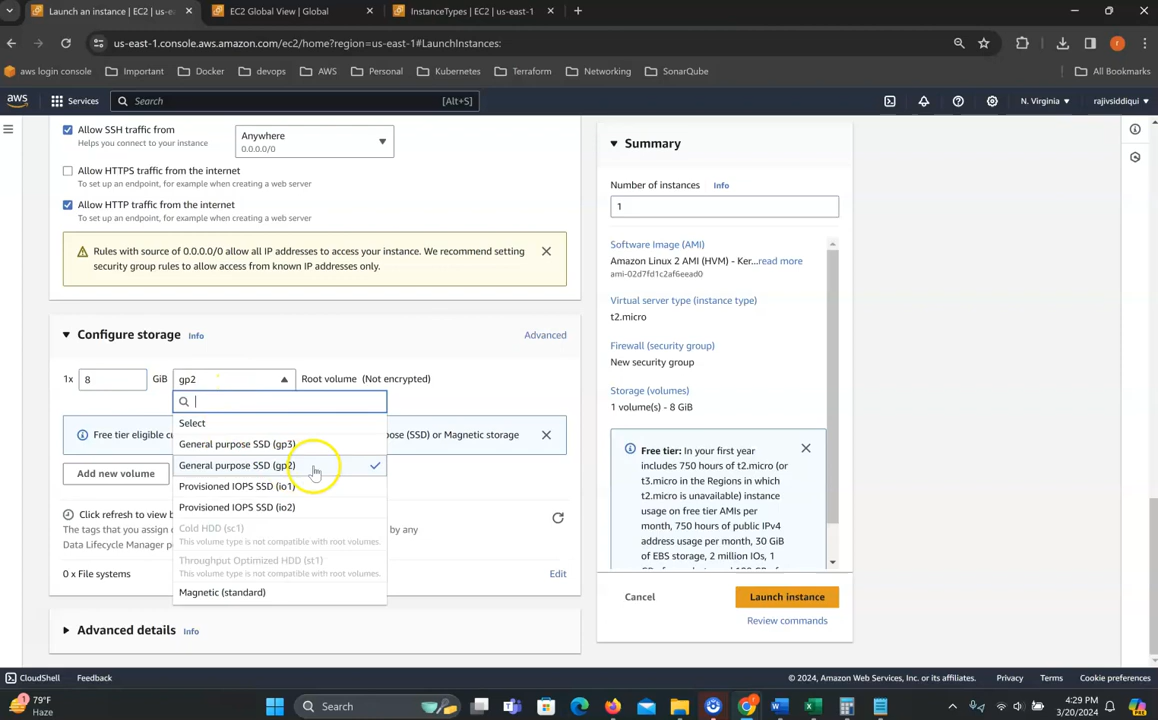 Launch an instance | EC2 | us-e
EC2 Global View | Global
InstanceTypes | EC2 | us-east-1
us-east-1.console.aws.amazon.com/ec2/home?region=us-east-1#LaunchInstances:
aws login console
Important
Docker
devops
AWS
Personal
Kubernetes
Terraform
Networking
SonarQube
All Bookmarks
aws
Services
Search
[Alt+S]
N. Virginia
rajivsiddiqui
Allow SSH traffic from
Helps you connect to your instance
Anywhere
0.0.0.0/0
Allow HTTPS traffic from the internet
To set up an endpoint, for example when creating a web server
Allow HTTP traffic from the internet
To set up an endpoint, for example when creating a web server
Rules with source of 0.0.0.0/0 allow all IP addresses to access your instance. We recommend setting
security group rules to allow access from known IP addresses only.
Configure storage Info
Advanced
1x 8 GiB gp2 Root volume (Not encrypted)
Select
General purpose SSD (gp3)
General purpose SSD (gp2)
Provisioned IOPS SSD (io1)
Provisioned IOPS SSD (io2)
Cold HDD (sc1)
This volume type is not compatible with root volumes.
Throughput Optimized HDD (st1)
This volume type is not compatible with root volumes.
Magnetic (standard)
Free tier eligible cu
ose (SSD) or Magnetic storage
Add new volume
Click refresh to view b
The tags that you assign
d by any
Data Lifecycle Manager p
0 x File systems
Edit
Advanced details Info
Summary
Number of instances Info
1
Software Image (AMI)
Amazon Linux 2 AMI (HVM) - Ker...read more
ami-02d7fd1c2af6eead0
Virtual server type (instance type)
t2.micro
Firewall (security group)
New security group
Storage (volumes)
1 volume(s) - 8 GiB
Free tier: In your first year
includes 750 hours of t2.micro (or
t3.micro in the Regions in which
t2.micro is unavailable) instance
usage on free tier AMIs per
month, 750 hours of public IPv4
address usage per month, 30 GiB
of EBS storage, 2 million IOs, 1
Cancel
Launch instance
Review commands
CloudShell
Feedback
© 2024, Amazon Web Services, Inc. or its affiliates.
Privacy
Terms
Cookie preferences
79°F
Haze
Search
4:29 PM
3/20/2024